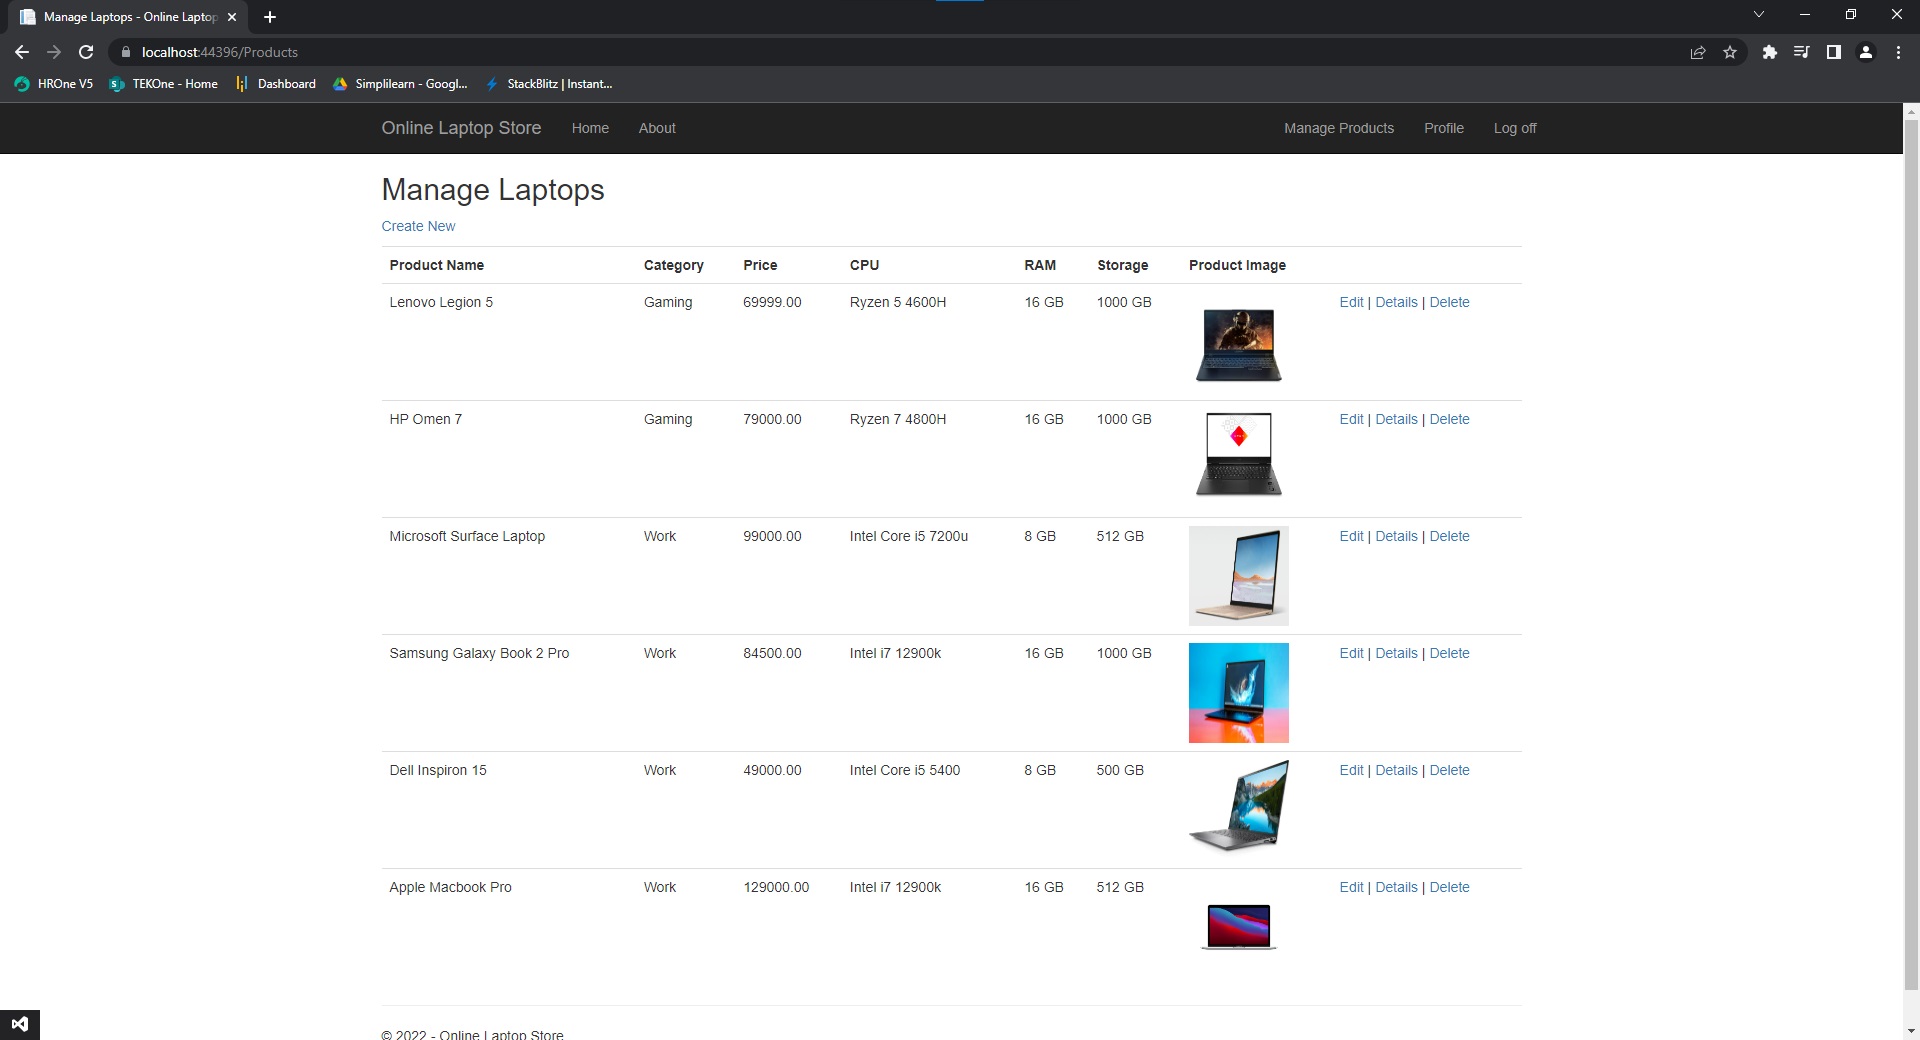 Manage Laptops - Online Laptop
localhost:44396/Products
HROne V5 TEKOne - Home Dashboard Simplilearn - Googl... StackBlitz | Instant...
Online Laptop Store Home About Manage Products Profile Log off
Manage Laptops
Create New
Product Name Category Price CPU RAM Storage Product Image
Lenovo Legion 5 Gaming 69999.00 Ryzen 5 4600H 16 GB 1000 GB Edit | Details | Delete
HP Omen 7 Gaming 79000.00 Ryzen 7 4800H 16 GB 1000 GB Edit | Details | Delete
Microsoft Surface Laptop Work 99000.00 Intel Core i5 7200u 8 GB 512 GB Edit | Details | Delete
Samsung Galaxy Book 2 Pro Work 84500.00 Intel i7 12900k 16 GB 1000 GB Edit | Details | Delete
Dell Inspiron 15 Work 49000.00 Intel Core i5 5400 8 GB 500 GB Edit | Details | Delete
Apple Macbook Pro Work 129000.00 Intel i7 12900k 16 GB 512 GB Edit | Details | Delete
© 2022 - Online Laptop Store